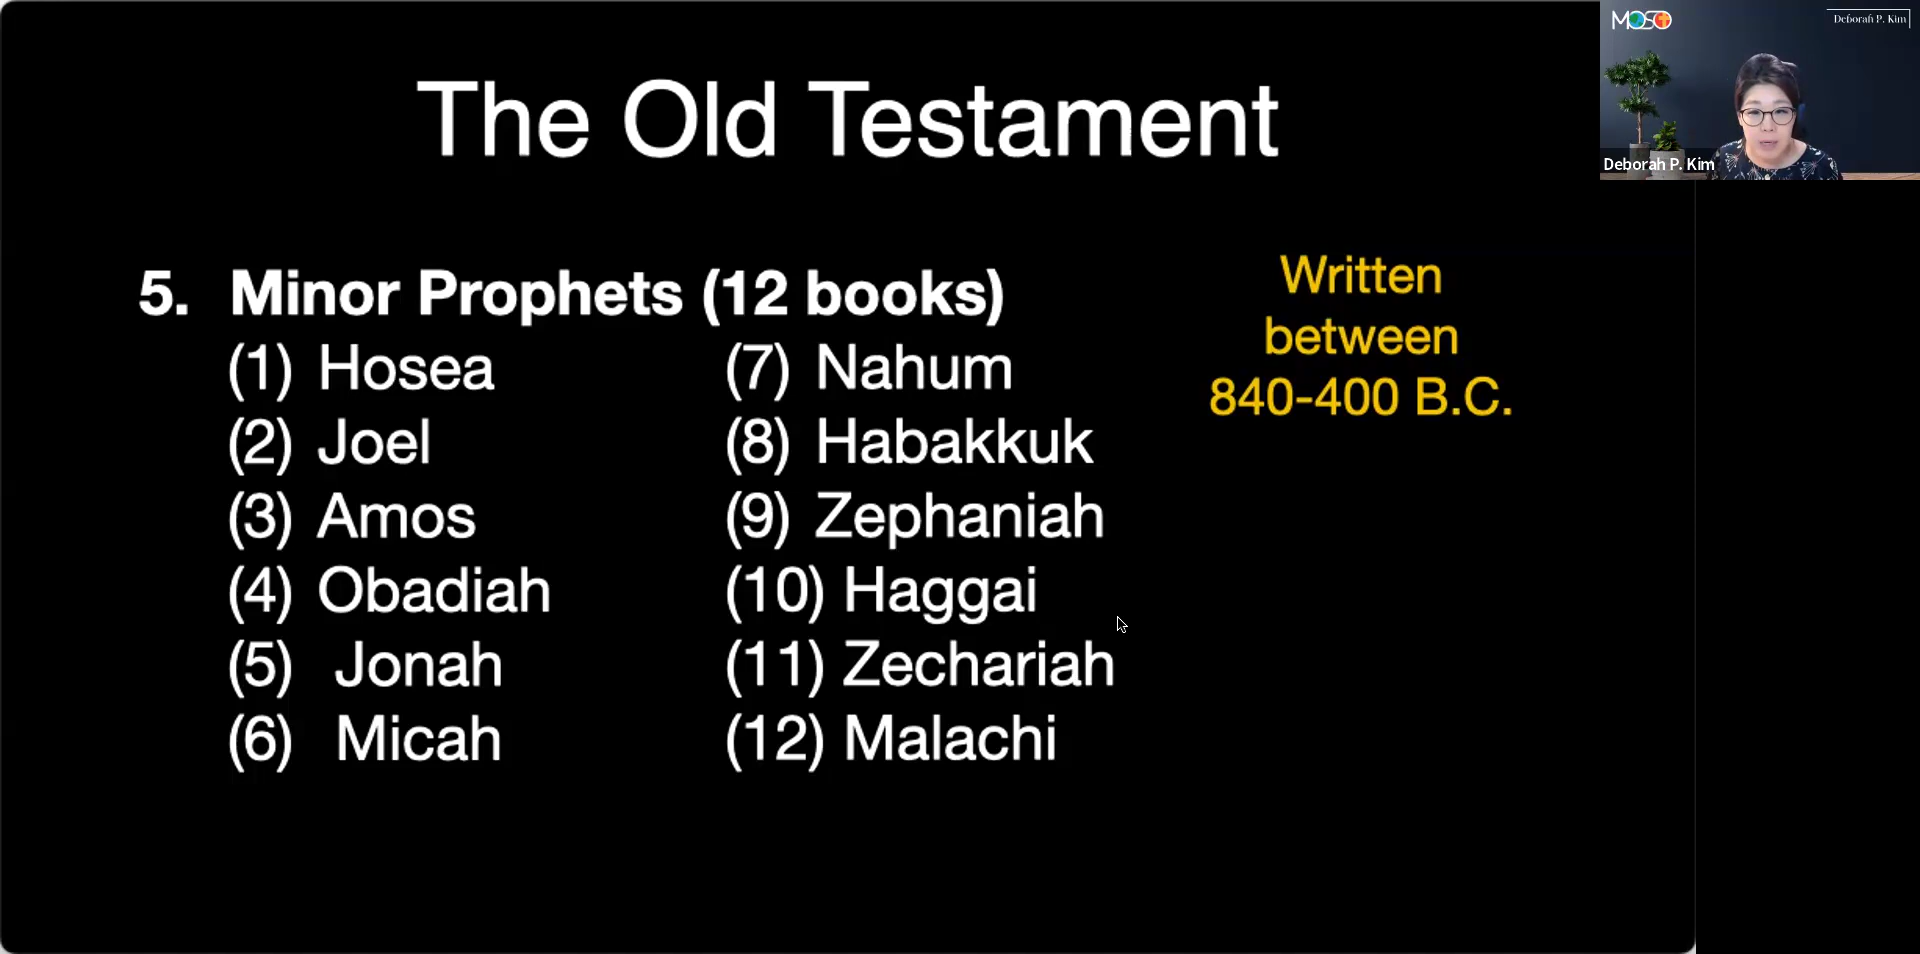 The Old Testament
5. Minor Prophets (12 books)
(1) Hosea
(2) Joel
(3) Amos
(4) Obadiah
(5) Jonah
(6) Micah
(7) Nahum
(8) Habakkuk
(9) Zephaniah
(10) Haggai
(11) Zechariah
(12) Malachi
Written
between
840-400 B.C.
MOSO
Deborah P. Kim
Deborah P. Kim